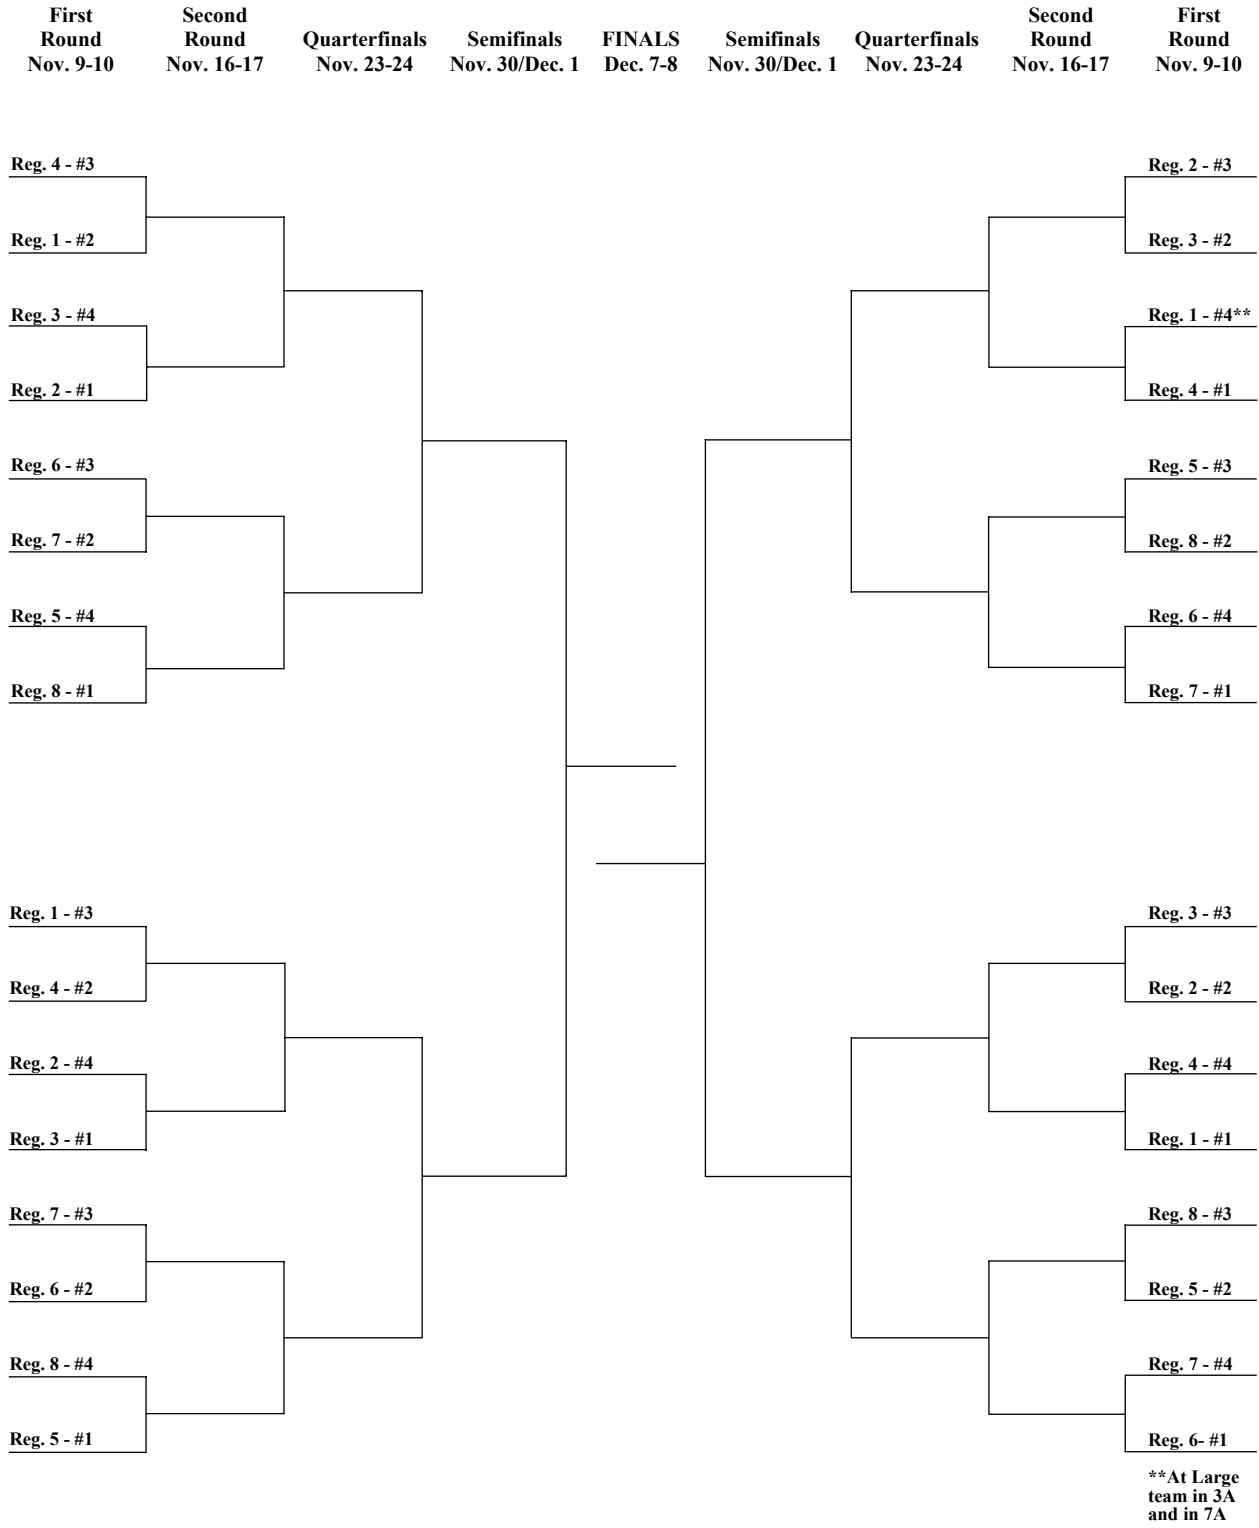 First Round Nov. 9-10
Second Round Nov. 16-17
Quarterfinals Nov. 23-24
Semifinals Nov. 30/Dec. 1
FINALS Dec. 7-8
Semifinals Nov. 30/Dec. 1
Quarterfinals Nov. 23-24
Second Round Nov. 16-17
First Round Nov. 9-10
Reg. 4 - #3
Reg. 1 - #2
Reg. 3 - #4
Reg. 2 - #1
Reg. 6 - #3
Reg. 7 - #2
Reg. 5 - #4
Reg. 8 - #1
Reg. 1 - #3
Reg. 4 - #2
Reg. 2 - #4
Reg. 3 - #1
Reg. 7 - #3
Reg. 6 - #2
Reg. 8 - #4
Reg. 5 - #1
Reg. 2 - #3
Reg. 3 - #2
Reg. 1 - #4**
Reg. 4 - #1
Reg. 5 - #3
Reg. 8 - #2
Reg. 6 - #4
Reg. 7 - #1
Reg. 3 - #3
Reg. 2 - #2
Reg. 4 - #4
Reg. 1 - #1
Reg. 8 - #3
Reg. 5 - #2
Reg. 7 - #4
Reg. 6- #1
**At Large
team in 3A
and in 7A